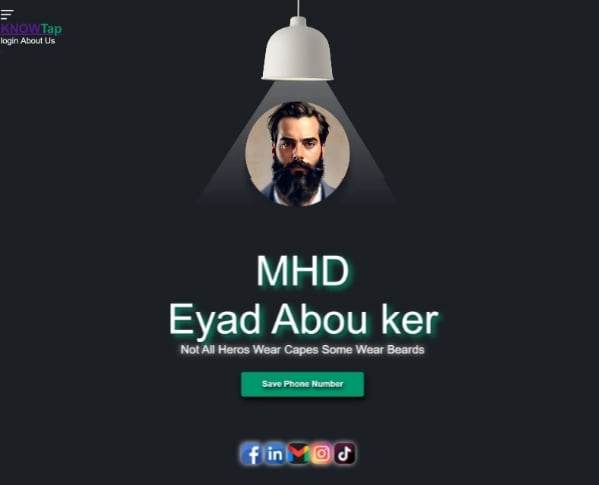 KNOWTap
login About Us
MHD
Eyad Abou ker
Not All Heros Wear Capes Some Wear Beards
Save Phone Number